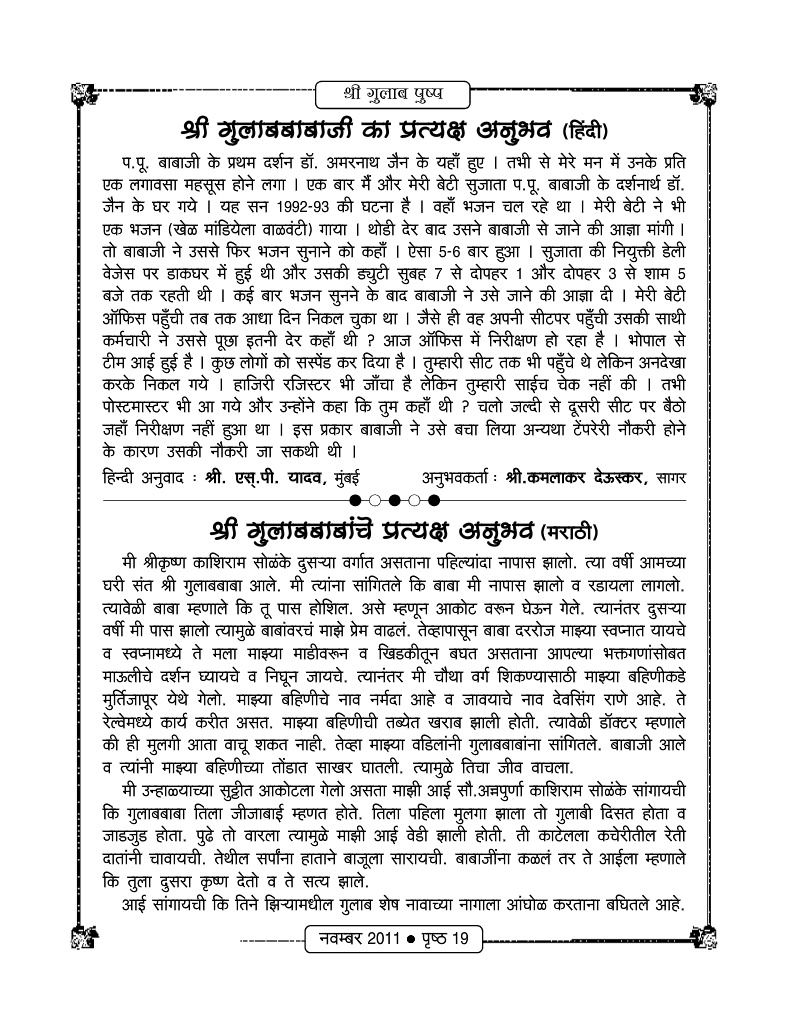 श्री गुलाब पुष्प
श्री गुलाबबाबाजी का प्रत्यक्ष अनुभव (हिंदी)
प.पू. बाबाजी के प्रथम दर्शन डॉ. अमरनाथ जैन के यहाँ हुए । तभी से मेरे मन में उनके प्रति
एक लगावसा महसूस होने लगा । एक बार मैं और मेरी बेटी सुजाता प.पू. बाबाजी के दर्शनार्थ डॉ.
जैन के घर गये । यह सन 1992-93 की घटना है । वहाँ भजन चल रहे था । मेरी बेटी ने भी
एक भजन (खेळ मांडियेला वाळवंटी) गाया । थोडी देर बाद उसने बाबाजी से जाने की आज्ञा मांगी ।
तो बाबाजी ने उससे फिर भजन सुनाने को कहाँ । ऐसा 5-6 बार हुआ । सुजाता की नियुक्ती डेली
वेजेस पर डाकघर में हुई थी और उसकी ड्युटी सुबह 7 से दोपहर 1 और दोपहर 3 से शाम 5
बजे तक रहती थी । कई बार भजन सुनने के बाद बाबाजी ने उसे जाने की आज्ञा दी । मेरी बेटी
ऑफिस पहुँची तब तक आधा दिन निकल चुका था । जैसे ही वह अपनी सीटपर पहुँची उसकी साथी
कर्मचारी ने उससे पूछा इतनी देर कहाँ थी ? आज ऑफिस में निरीक्षण हो रहा है । भोपाल से
टीम आई हुई है । कुछ लोगों को सस्पेंड कर दिया है । तुम्हारी सीट तक भी पहुँचे थे लेकिन अनदेखा
करके निकल गये । हाजिरी रजिस्टर भी जाँचा है लेकिन तुम्हारी साईच चेक नहीं की । तभी
पोस्टमास्टर भी आ गये और उन्होंने कहा कि तुम कहाँ थी ? चलो जल्दी से दूसरी सीट पर बैठो
जहाँ निरीक्षण नहीं हुआ था । इस प्रकार बाबाजी ने उसे बचा लिया अन्यथा टेंपरेरी नौकरी होने
के कारण उसकी नौकरी जा सकथी थी ।
हिन्दी अनुवाद : श्री. एस्.पी. यादव, मुंबई अनुभवकर्ता : श्री.कमलाकर देऊस्कर, सागर
श्री गुलाबबाबांचे प्रत्यक्ष अनुभव (मराठी)
मी श्रीकृष्ण काशिराम सोळंके दुसऱ्या वर्गात असताना पहिल्यांदा नापास झालो. त्या वर्षी आमच्या
घरी संत श्री गुलाबबाबा आले. मी त्यांना सांगितले कि बाबा मी नापास झालो व रडायला लागलो.
त्यावेळी बाबा म्हणाले कि तू पास होशिल. असे म्हणून आकोट वरून घेऊन गेले. त्यानंतर दुसऱ्या
वर्षी मी पास झालो त्यामुळे बाबांवरचं माझे प्रेम वाढलं. तेव्हापासून बाबा दररोज माझ्या स्वप्नात यायचे
व स्वप्नामध्ये ते मला माझ्या माडीवरून व खिडकीतून बघत असताना आपल्या भक्तगणांसोबत
माऊलीचे दर्शन घ्यायचे व निघून जायचे. त्यानंतर मी चौथा वर्ग शिकण्यासाठी माझ्या बहिणीकडे
मुर्तिजापूर येथे गेलो. माझ्या बहिणीचे नाव नर्मदा आहे व जावयाचे नाव देवसिंग राणे आहे. ते
रेल्वेमध्ये कार्य करीत असत. माझ्या बहिणीची तब्येत खराब झाली होती. त्यावेळी डॉक्टर म्हणाले
की ही मुलगी आता वाचू शकत नाही. तेव्हा माझ्या वडिलांनी गुलाबबाबांना सांगितले. बाबाजी आले
व त्यांनी माझ्या बहिणीच्या तोंडात साखर घातली. त्यामुळे तिचा जीव वाचला.
मी उन्हाळ्याच्या सुट्टीत आकोटला गेलो असता माझी आई सौ.अन्नपुर्णा काशिराम सोळंके सांगायची
कि गुलाबबाबा तिला जीजाबाई म्हणत होते. तिला पहिला मुलगा झाला तो गुलाबी दिसत होता व
जाडजुड होता. पुढे तो वारला त्यामुळे माझी आई वेडी झाली होती. ती काटेलला कचेरीतील रेती
दातांनी चावायची. तेथील सर्पांना हाताने बाजूला सारायची. बाबाजींना कळलं तर ते आईला म्हणाले
कि तुला दुसरा कृष्ण देतो व ते सत्य झाले.
आई सांगायची कि तिने झिऱ्यामधील गुलाब शेष नावाच्या नागाला आंघोळ करताना बघितले आहे.
नवम्बर 2011 ● पृष्ठ 19